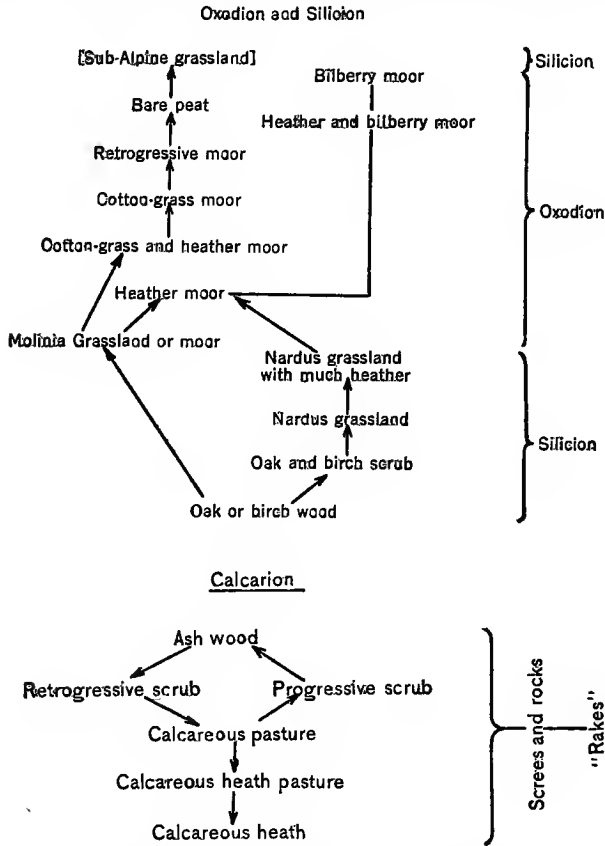 Oxodion and Silicion
[Sub-Alpine grassland]
Bilberry moor
Silicion
Bare peat
Heather and bilberry moor
Retrogressive moor
Cotton-grass moor
Oxodion
Cotton-grass and heather moor
Heather moor
Molinia Grassland or moor
Nardus grassland
with much heather
Nardus grassland
Silicion
Oak and birch scrub
Oak or birch wood
Calcarion
Ash wood
Retrogressive scrub
Progressive scrub
Calcareous pasture
Calcareous heath pasture
Calcareous heath
Screes and rocks
"Rakes"